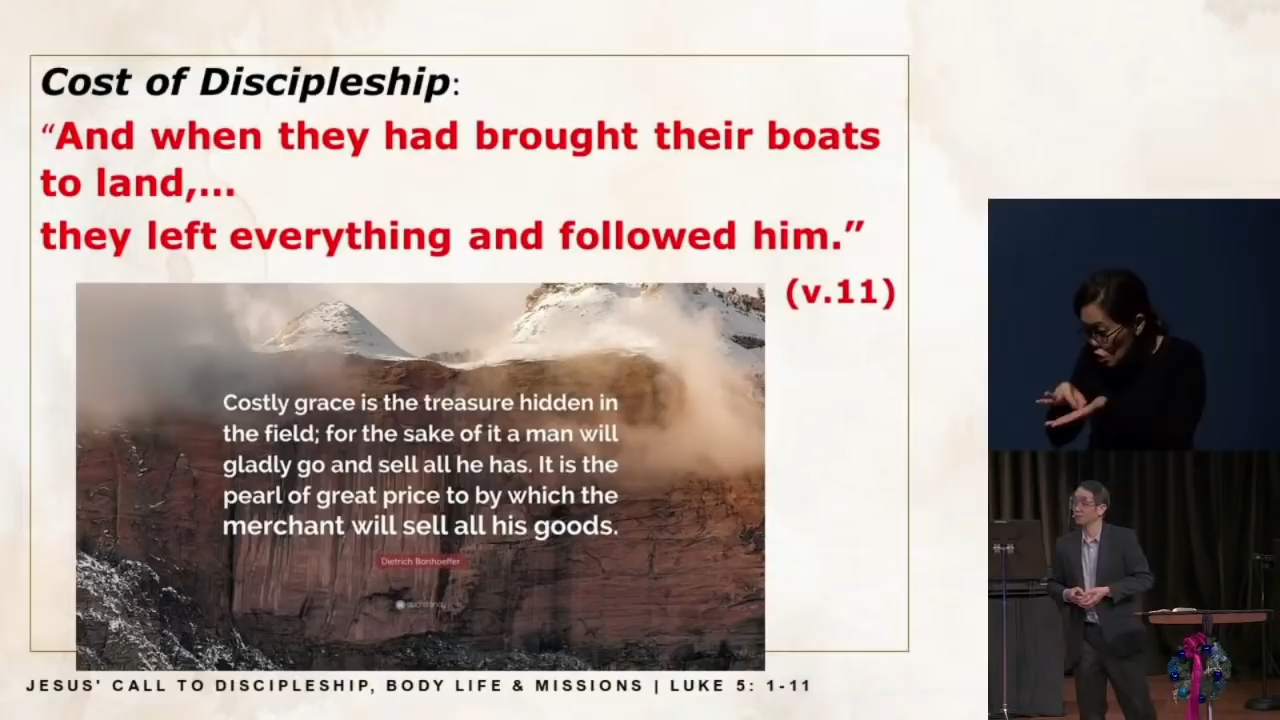 Cost of Discipleship:
“And when they had brought their boats
to land,...
they left everything and followed him.”
(v.11)
Costly grace is the treasure hidden in
the field; for the sake of it a man will
gladly go and sell all he has. It is the
pearl of great price to by which the
merchant will sell all his goods.
Dietrich Bonhoeffer
JESUS' CALL TO DISCIPLESHIP, BODY LIFE & MISSIONS | LUKE 5: 1-11